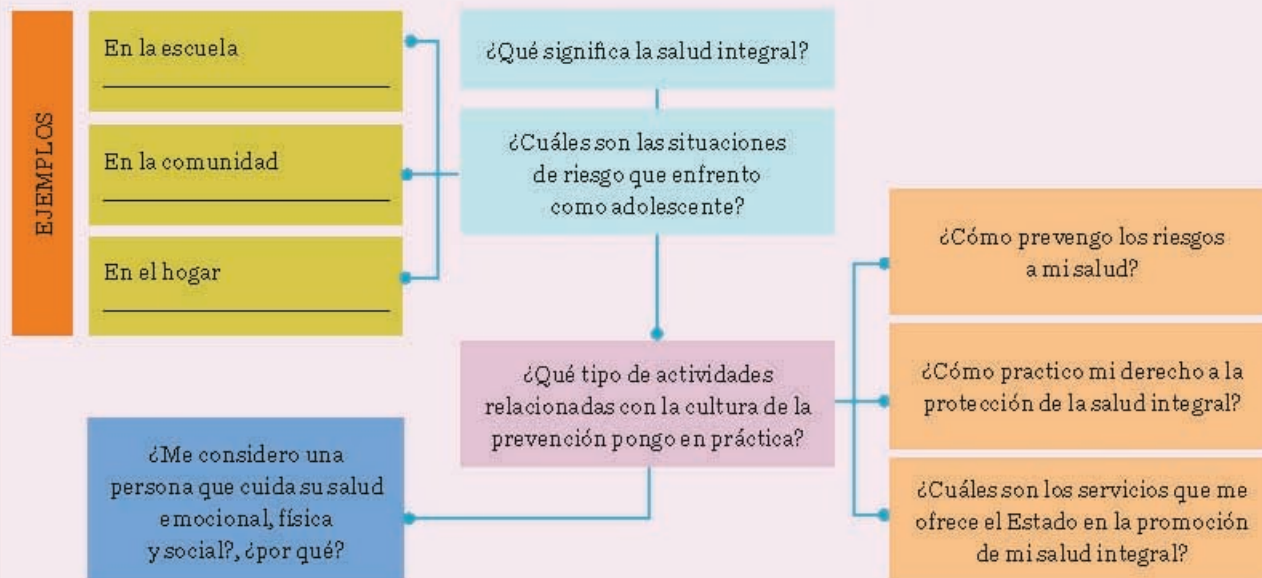 EJEMPLOS
En la escuela
En la comunidad
En el hogar
¿Qué significa la salud integral?
¿Cuáles son las situaciones
de riesgo que enfrento
como adolescente?
¿Qué tipo de actividades
relacionadas con la cultura de la
prevención pongo en práctica?
¿Me considero una
persona que cuida su salud
emocional, física
y social?, ¿por qué?
¿Cómo prevengo los riesgos
a mi salud?
¿Cómo practico mi derecho a la
protección de la salud integral?
¿Cuáles son los servicios que me
ofrece el Estado en la promoción
de mi salud integral?